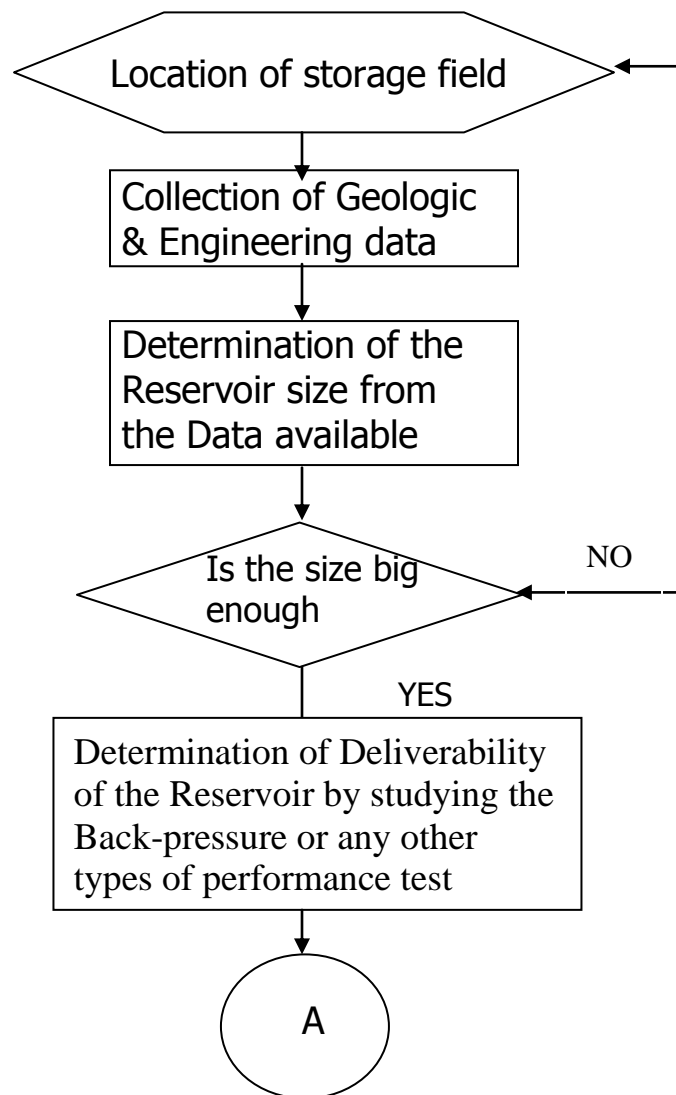 Location of storage field
Collection of Geologic
& Engineering data
Determination of the
Reservoir size from
the Data available
Is the size big
enough
NO
YES
Determination of Deliverability
of the Reservoir by studying the
Back-pressure or any other
types of performance test
A